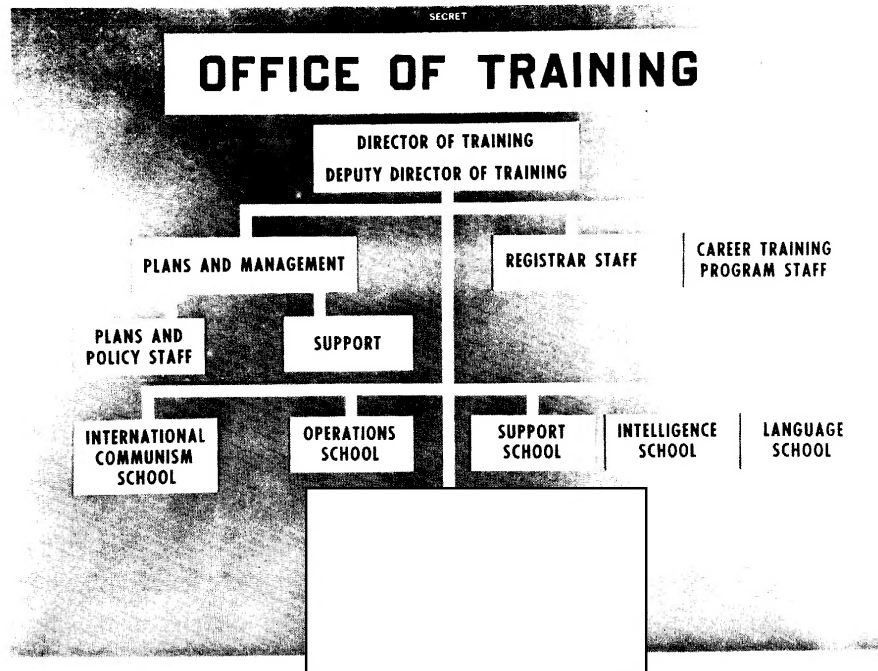 SECRET
OFFICE OF TRAINING
DIRECTOR OF TRAINING
DEPUTY DIRECTOR OF TRAINING
PLANS AND MANAGEMENT
REGISTRAR STAFF
CAREER TRAINING
PROGRAM STAFF
PLANS AND
POLICY STAFF
SUPPORT
INTERNATIONAL
COMMUNISM
SCHOOL
OPERATIONS
SCHOOL
SUPPORT
SCHOOL
INTELLIGENCE
SCHOOL
LANGUAGE
SCHOOL